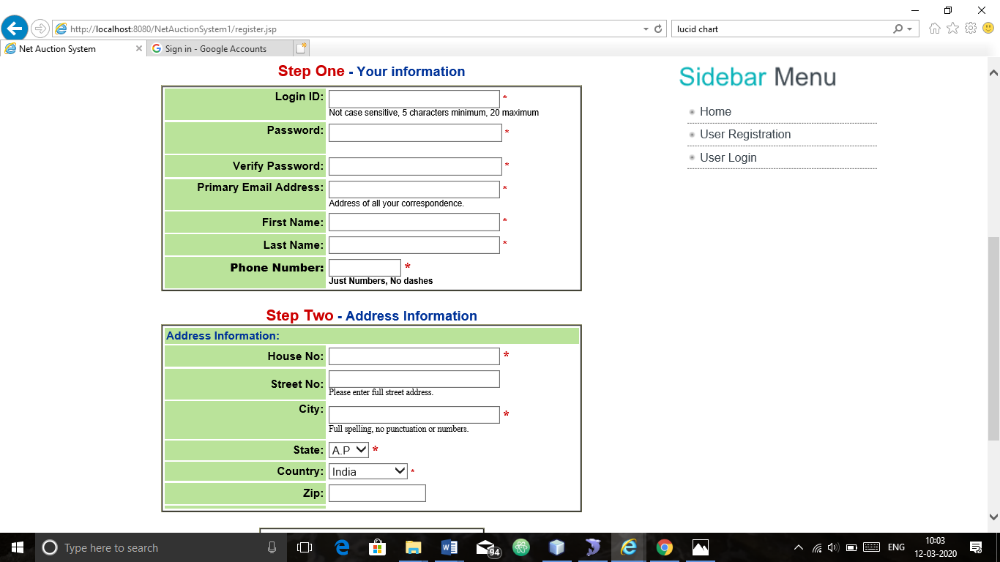 http://localhost:8080/NetAuctionSystem1/register.jsp
lucid chart
Net Auction System
Sign in - Google Accounts
Step One - Your information
Login ID: *
Not case sensitive, 5 characters minimum, 20 maximum
Password: *
Verify Password: *
Primary Email Address: *
Address of all your correspondence.
First Name: *
Last Name: *
Phone Number: *
Just Numbers, No dashes
Step Two - Address Information
Address Information:
House No: *
Street No:
Please enter full street address.
City: *
Full spelling, no punctuation or numbers.
State: A.P *
Country: India *
Zip:
Sidebar Menu
Home
User Registration
User Login
Type here to search
94
ENG
10:03
12-03-2020